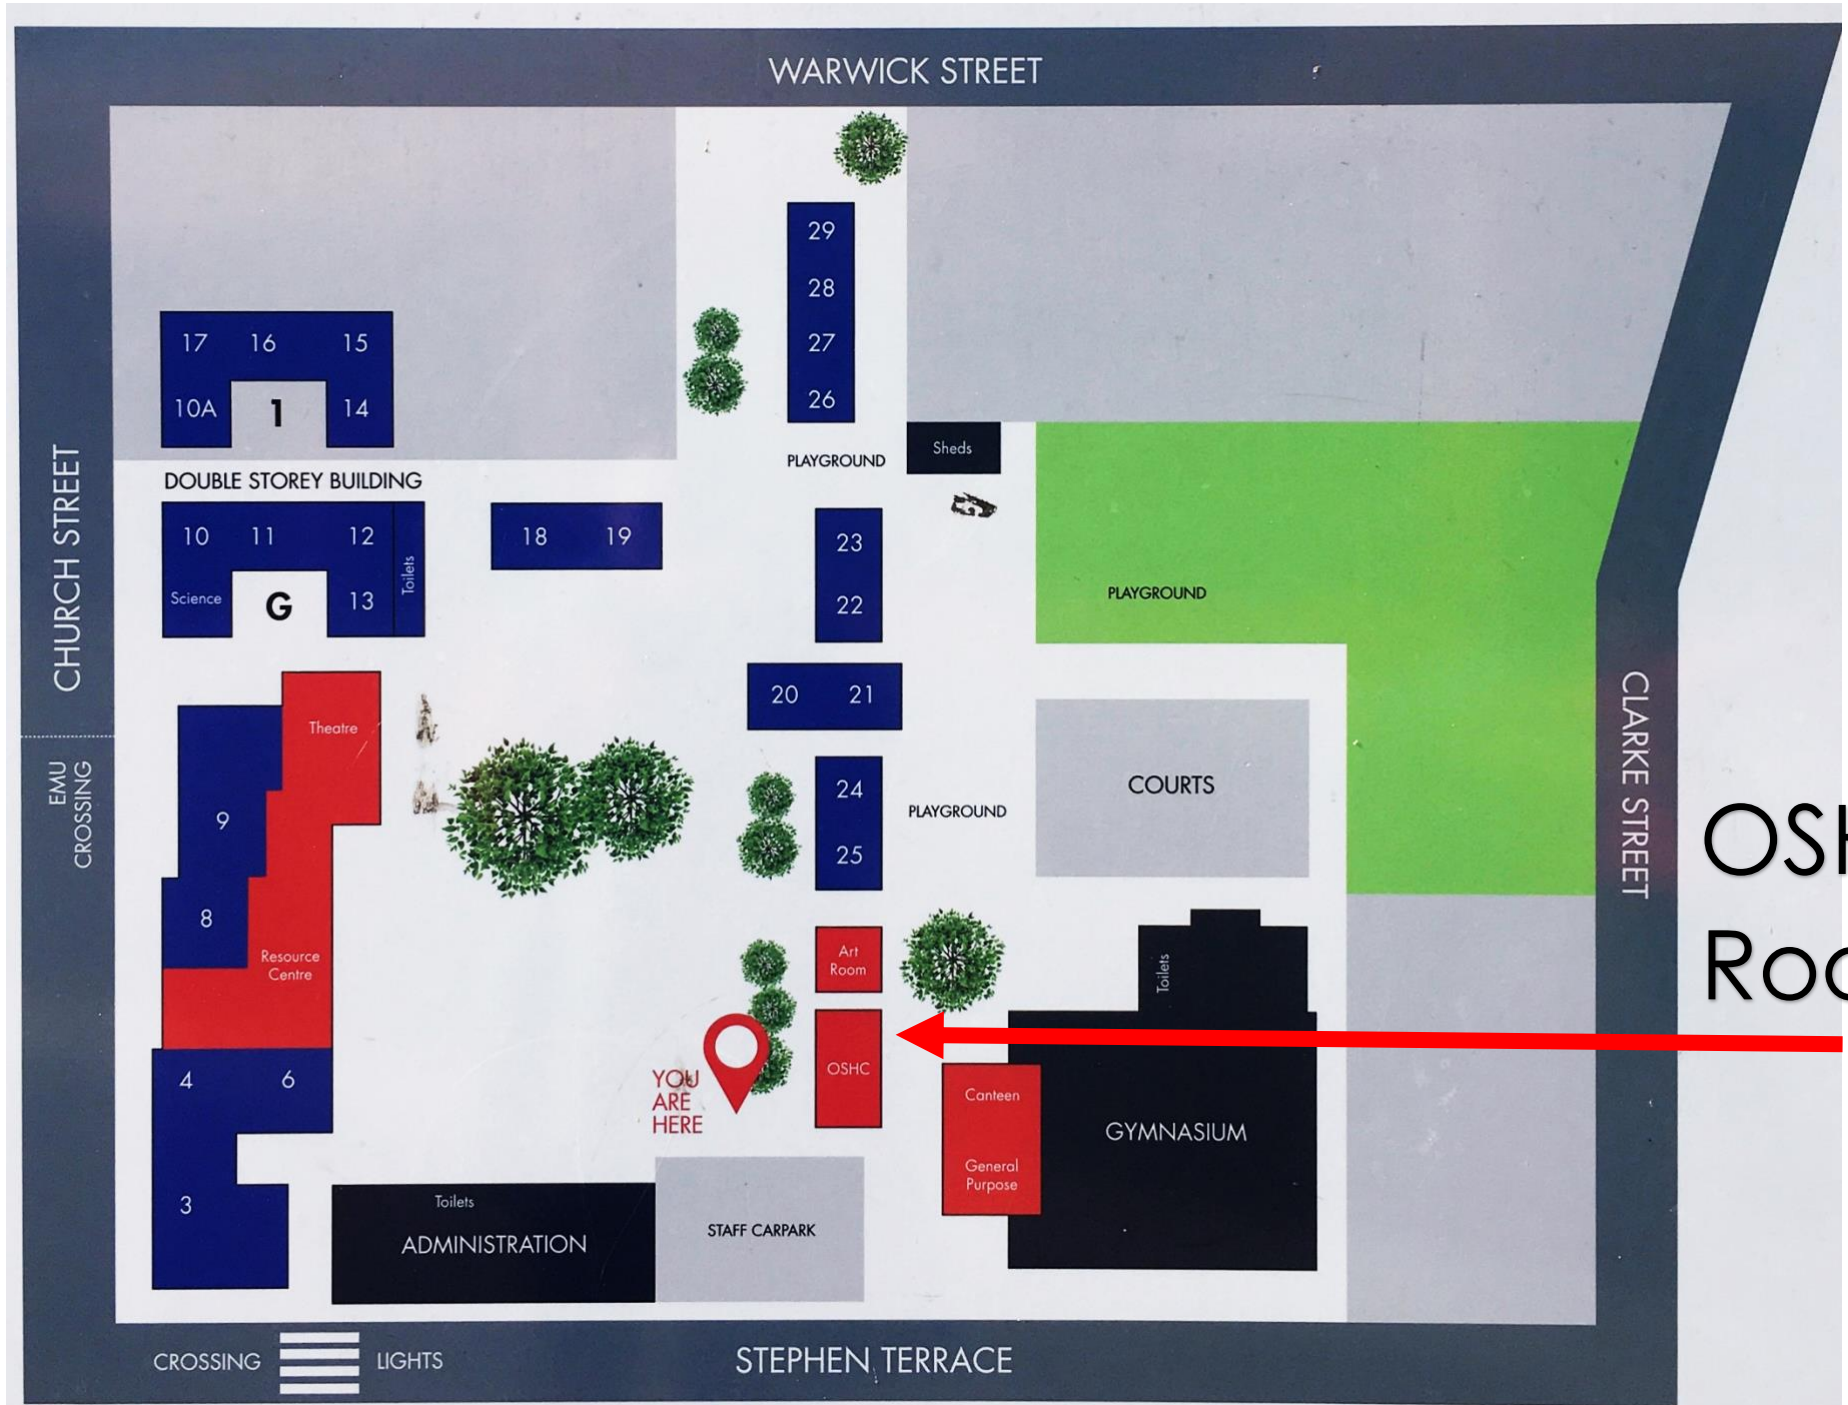 WARWICK STREET
29
28
27
26
17 16 15
10A 1 14
DOUBLE STOREY BUILDING
10 11 12
Science G 13
Toilets
18 19
PLAYGROUND
Sheds
23
22
PLAYGROUND
20 21
CHURCH STREET
EMU
CROSSING
Theatre
9
8
Resource
Centre
24
25
PLAYGROUND
COURTS
CLARKE STREET
Art
Room
Toilets
YOU
ARE
HERE
OSHC
4 6
3
Canteen
General
Purpose
GYMNASIUM
Toilets
ADMINISTRATION
STAFF CARPARK
CROSSING LIGHTS
STEPHEN TERRACE